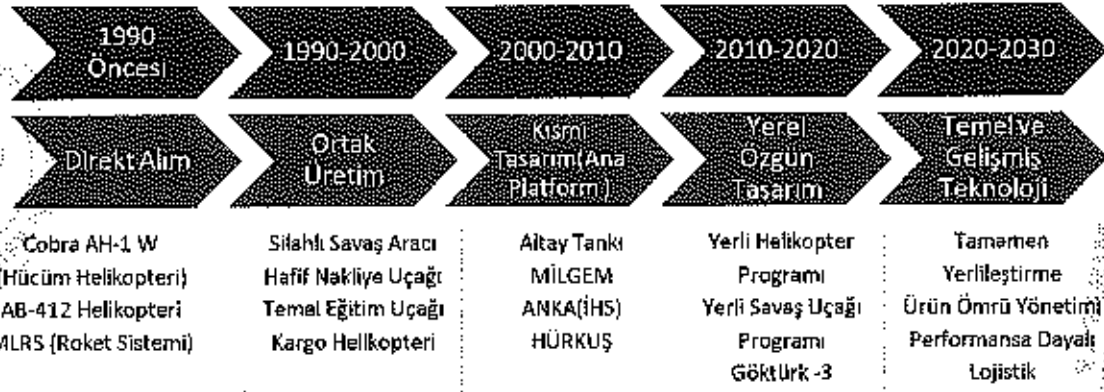 1990
Öncesi
1990-2000
2000-2010
2010-2020
2020-2030
Direkt Alım
Ortak
Üretim
Kısmi
Tasarım(Ana
Platform)
Yerel
Özgün
Tasarım
Temel ve
Gelişmiş
Teknoloji
Cobra AH-1 W
(Hücüm Helikopteri)
AB-412 Helikopteri
MLRS (Roket Sistemi)
Silahlı Savaş Aracı
Hafif Nakliye Uçağı
Temel Eğitim Uçağı
Kargo Helikopteri
Altay Tankı
MİLGEM
ANKA(İHS)
HÜRKUŞ
Yerli Helikopter
Programı
Yerli Savaş Uçağı
Programı
Göktürk -3
Tamamen
Yerlileştirme
Ürün Ömrü Yönetimi
Performansa Dayalı
Lojistik